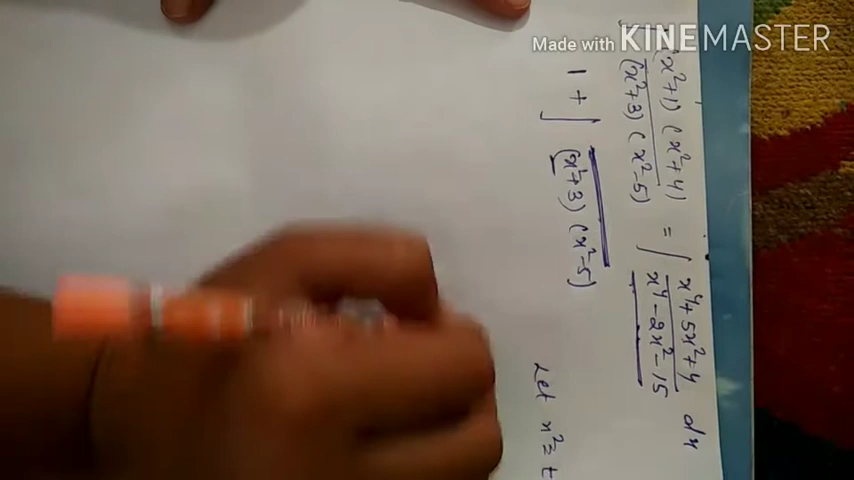 Made with KINEMASTER
(x²+1) (x²+4)
(x²+3) (x²-5)
= ∫ x⁴+5x²+4 dx
x⁴-2x²-15
1 + ∫
(x²+3) (x²-5)
Let x² = t